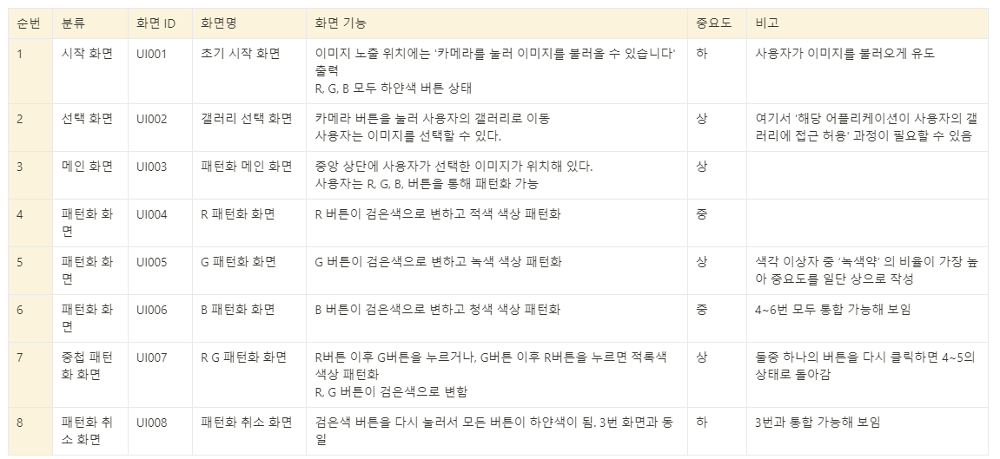 순번 분류 화면 ID 화면명 화면 기능 중요도 비고
1 시작 화면 UI001 초기 시작 화면 이미지 노출 위치에는 '카메라를 눌러 이미지를 불러올 수 있습니다' 하 사용자가 이미지를 불러오게 유도
출력
R, G, B 모두 하얀색 버튼 상태
2 선택 화면 UI002 갤러리 선택 화면 카메라 버튼을 눌러 사용자의 갤러리로 이동 상 여기서 '해당 어플리케이션이 사용자의 갤
사용자는 이미지를 선택할 수 있다. 러리에 접근 허용' 과정이 필요할 수 있음
3 메인 화면 UI003 패턴화 메인 화면 중앙 상단에 사용자가 선택한 이미지가 위치해 있다. 상
사용자는 R, G, B, 버튼을 통해 패턴화 가능
4 패턴화 화 UI004 R 패턴화 화면 R 버튼이 검은색으로 변하고 적색 색상 패턴화 중
면
5 패턴화 화 UI005 G 패턴화 화면 G 버튼이 검은색으로 변하고 녹색 색상 패턴화 상 색각 이상자 중 '녹색약' 의 비율이 가장 높
면 아 중요도를 일단 상으로 작성
6 패턴화 화 UI006 B 패턴화 화면 B 버튼이 검은색으로 변하고 청색 색상 패턴화 중 4~6번 모두 통합 가능해 보임
면
7 중첩 패턴 UI007 R G 패턴화 화면 R버튼 이후 G버튼을 누르거나, G버튼 이후 R버튼을 누르면 적록색 상 둘중 하나의 버튼을 다시 클릭하면 4~5의
화 화면 색상 패턴화 상태로 돌아감
R, G 버튼이 검은색으로 변함
8 패턴화 취 UI008 패턴화 취소 화면 검은색 버튼을 다시 눌러서 모든 버튼이 하얀색이 됨. 3번 화면과 동 하 3번과 통합 가능해 보임
소 화면 일